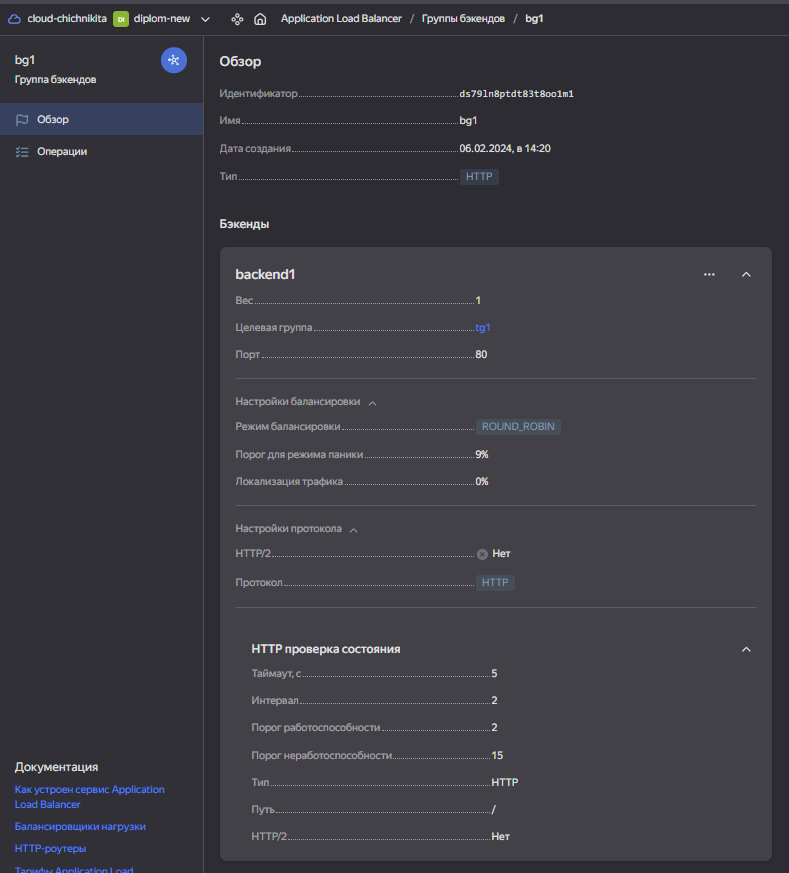 cloud-chichnikita DI diplom-new Application Load Balancer / Группы бэкендов / bg1
bg1
Группа бэкендов
Обзор
Операции
Обзор
Идентификатор ds79ln8ptdt83t8oo1m1
Имя bg1
Дата создания 06.02.2024, в 14:20
Тип HTTP
Бэкенды
backend1
Вес 1
Целевая группа tg1
Порт 80
Настройки балансировки
Режим балансировки ROUND_ROBIN
Порог для режима паники 9%
Локализация трафика 0%
Настройки протокола
HTTP/2 Нет
Протокол HTTP
HTTP проверка состояния
Таймаут, с 5
Интервал 2
Порог работоспособности 2
Порог неработоспособности 15
Тип HTTP
Путь /
HTTP/2 Нет
Документация
Как устроен сервис Application
Load Balancer
Балансировщики нагрузки
HTTP-роутеры
Тарифы Application Load